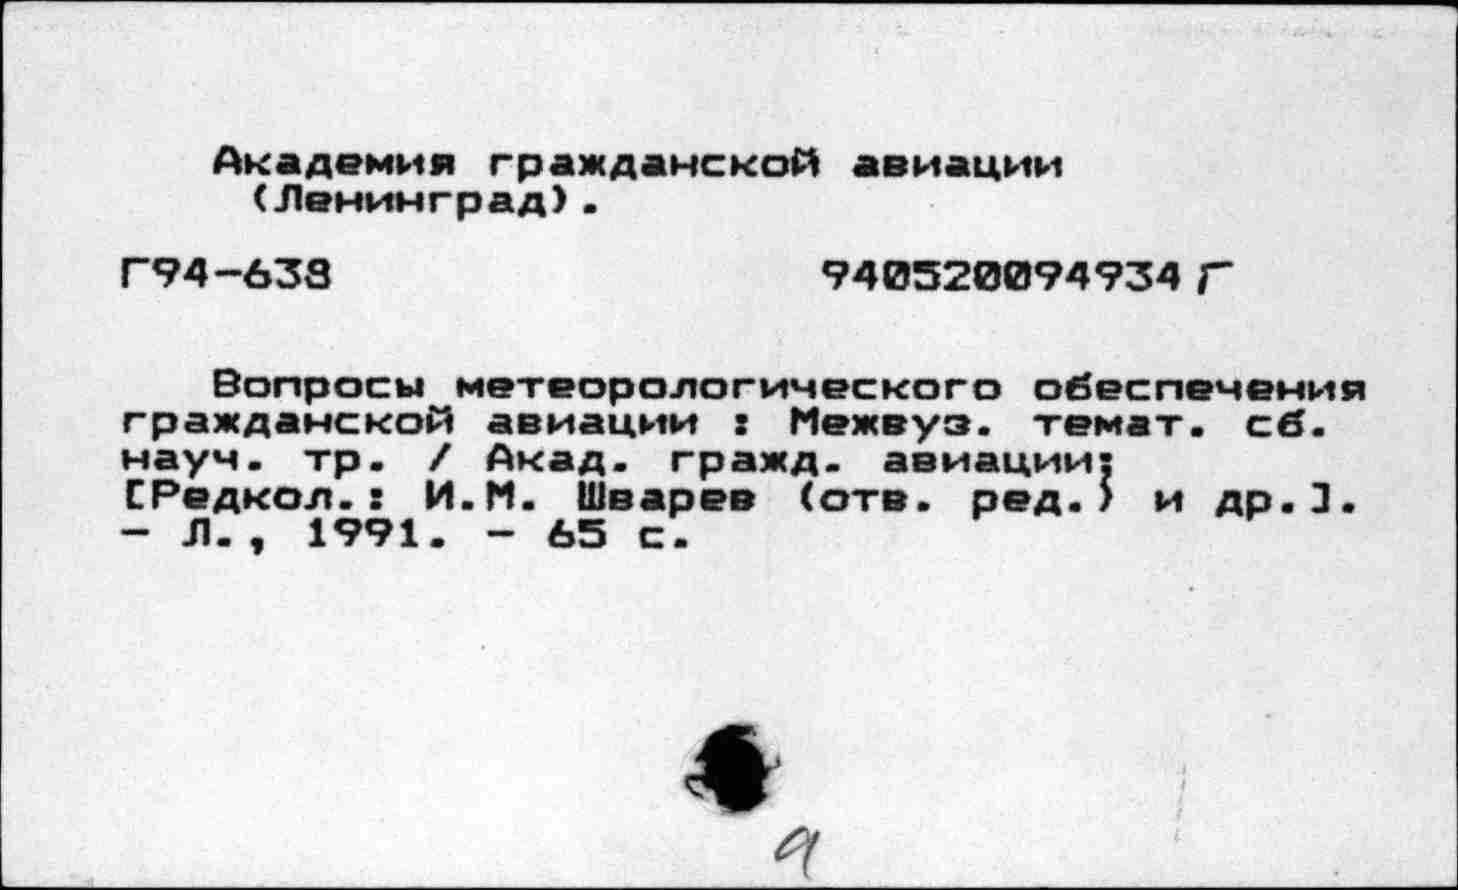 Академия гражданской авиации
(Ленинград).
Г94-638 940520094934 Г
Вопросы метеорологического обеспечения
гражданской авиации : Межвуз. темат. сб.
науч. тр. / Акад. гражд. авиации;
[Редкол.: И.М. Шварев (отв. ред.) и др.].
- Л., 1991. - 65 с.